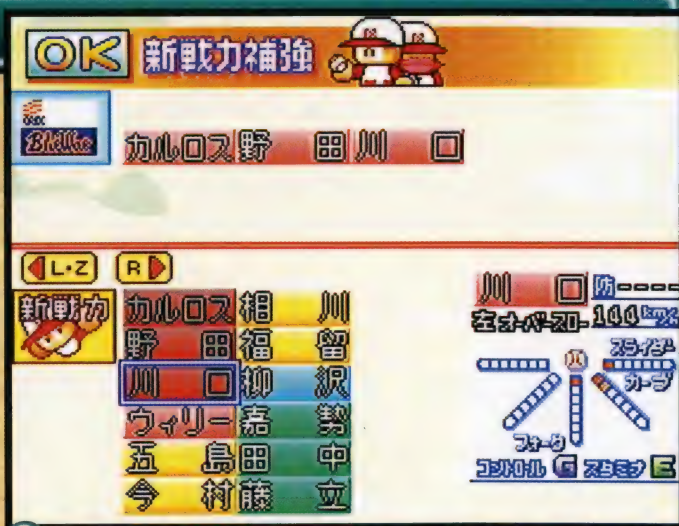 OK 新戦力補強
BlueWave
カルロス 野田 川口
L・Z R
新戦力
カルロス 相川
野田 福留
川口 柳沢
ウィリー 嘉勢
五島 田中
今村 藤立
川口 防----
左オーバースロー 144km/h
スライダー
カーブ
フォーク
コントロール G スタミナ E